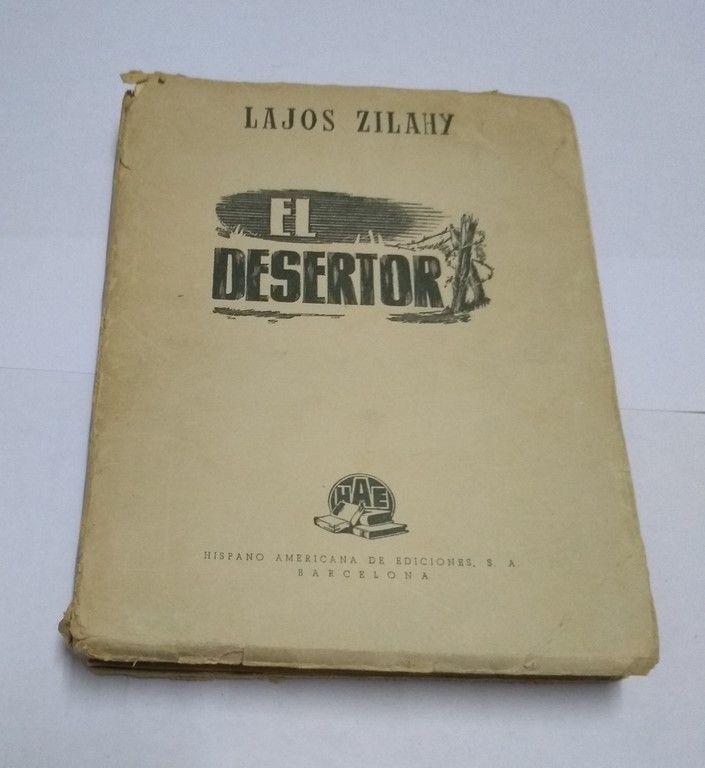 LAJOS ZILAHY
EL
DESERTOR
HAE
HISPANO AMERICANA DE EDICIONES, S. A.
BARCELONA